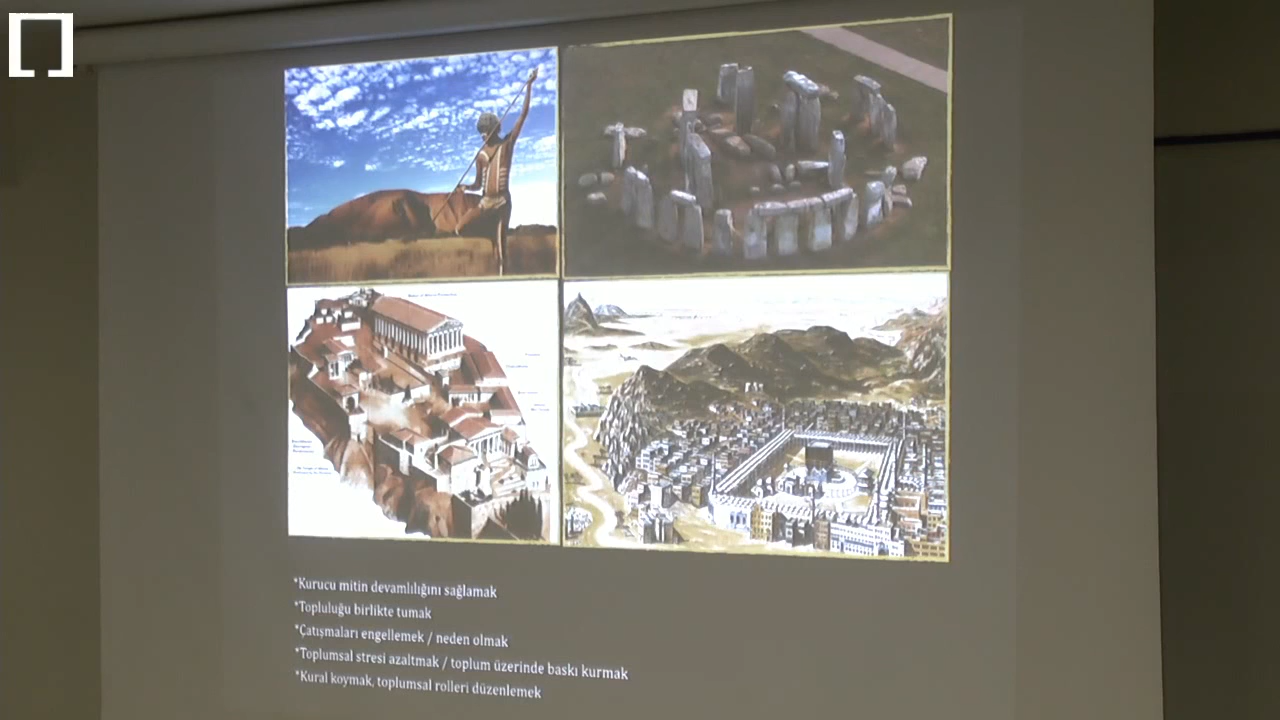 *Kurucu mitin devamlılığını sağlamak
*Topluluğu birlikte tumak
*Çatışmaları engellemek / neden olmak
*Toplumsal stresi azaltmak / toplum üzerinde baskı kurmak
*Kural koymak, toplumsal rolleri düzenlemek